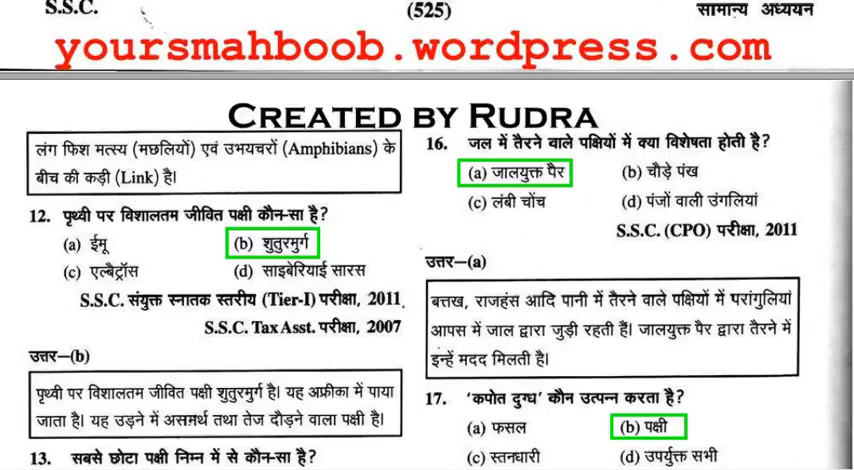 S.S.C. (525) सामान्य अध्ययन
yoursmahboob.wordpress.com
CREATED BY RUDRA
लंग फिश मत्स्य (मछलियों) एवं उभयचरों (Amphibians) के
बीच की कड़ी (Link) है।
12. पृथ्वी पर विशालतम जीवित पक्षी कौन-सा है?
(a) ईमू (b) शुतुरमुर्ग
(c) एल्बैट्रॉस (d) साइबेरियाई सारस
S.S.C. संयुक्त स्नातक स्तरीय (Tier-I) परीक्षा, 2011
S.S.C. Tax Asst. परीक्षा, 2007
उत्तर—(b)
पृथ्वी पर विशालतम जीवित पक्षी शुतुरमुर्ग है। यह अफ्रीका में पाया
जाता है। यह उड़ने में असमर्थ तथा तेज दौड़ने वाला पक्षी है।
13. सबसे छोटा पक्षी निम्न में से कौन-सा है?
16. जल में तैरने वाले पक्षियों में क्या विशेषता होती है?
(a) जालयुक्त पैर (b) चौड़े पंख
(c) लंबी चोंच (d) पंजों वाली उंगलियां
S.S.C. (CPO) परीक्षा, 2011
उत्तर—(a)
बत्तख, राजहंस आदि पानी में तैरने वाले पक्षियों में परांगुलियां
आपस में जाल द्वारा जुड़ी रहती हैं। जालयुक्त पैर द्वारा तैरने में
इन्हें मदद मिलती है।
17. 'कपोत दुग्ध' कौन उत्पन्न करता है?
(a) फसल (b) पक्षी
(c) स्तनधारी (d) उपर्युक्त सभी